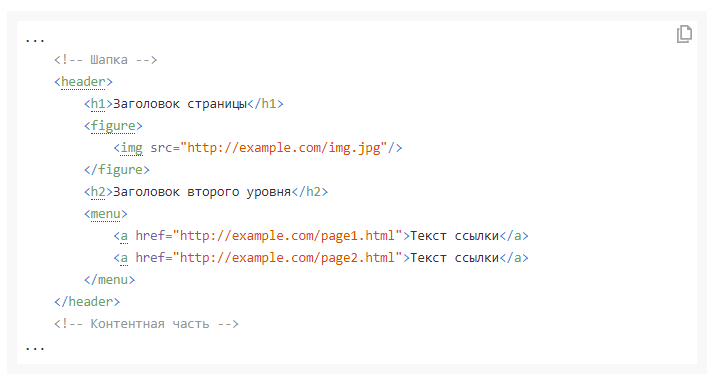 ...
<!-- Шапка -->
<header>
<h1>Заголовок страницы</h1>
<figure>
<img src="http://example.com/img.jpg"/>
</figure>
<h2>Заголовок второго уровня</h2>
<menu>
<a href="http://example.com/page1.html">Текст ссылки</a>
<a href="http://example.com/page2.html">Текст ссылки</a>
</menu>
</header>
<!-- Контентная часть -->
...